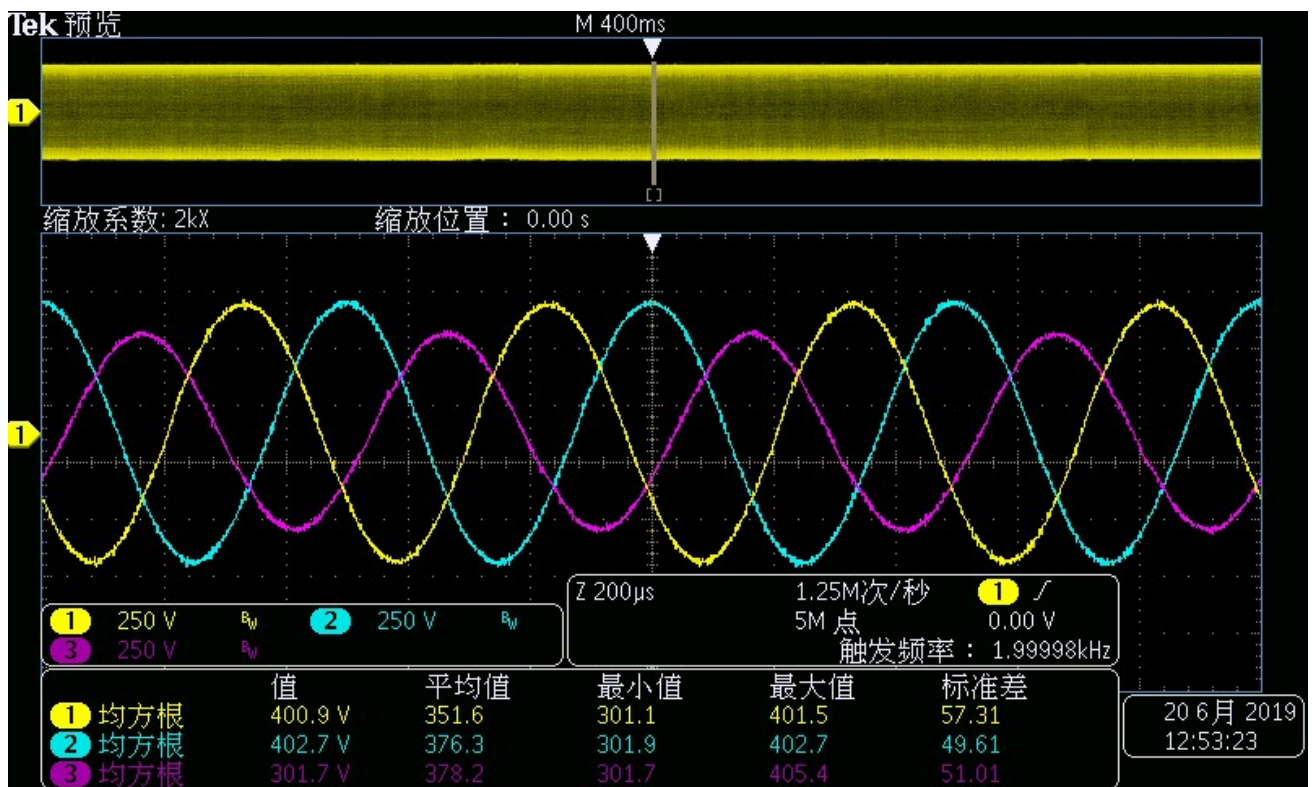 Tek 预览 M 400ms
1
缩放系数: 2kX 缩放位置: 0.00 s
1
Z 200μs 1.25M次/秒 1 /
1 250 V BW 2 250 V BW 5M 点 0.00 V
3 250 V BW 触发频率: 1.99998kHz
值 平均值 最小值 最大值 标准差
1 均方根 400.9 V 351.6 301.1 401.5 57.31
2 均方根 402.7 V 376.3 301.9 402.7 49.61
3 均方根 301.7 V 378.2 301.7 405.4 51.01
20 6月 2019
12:53:23